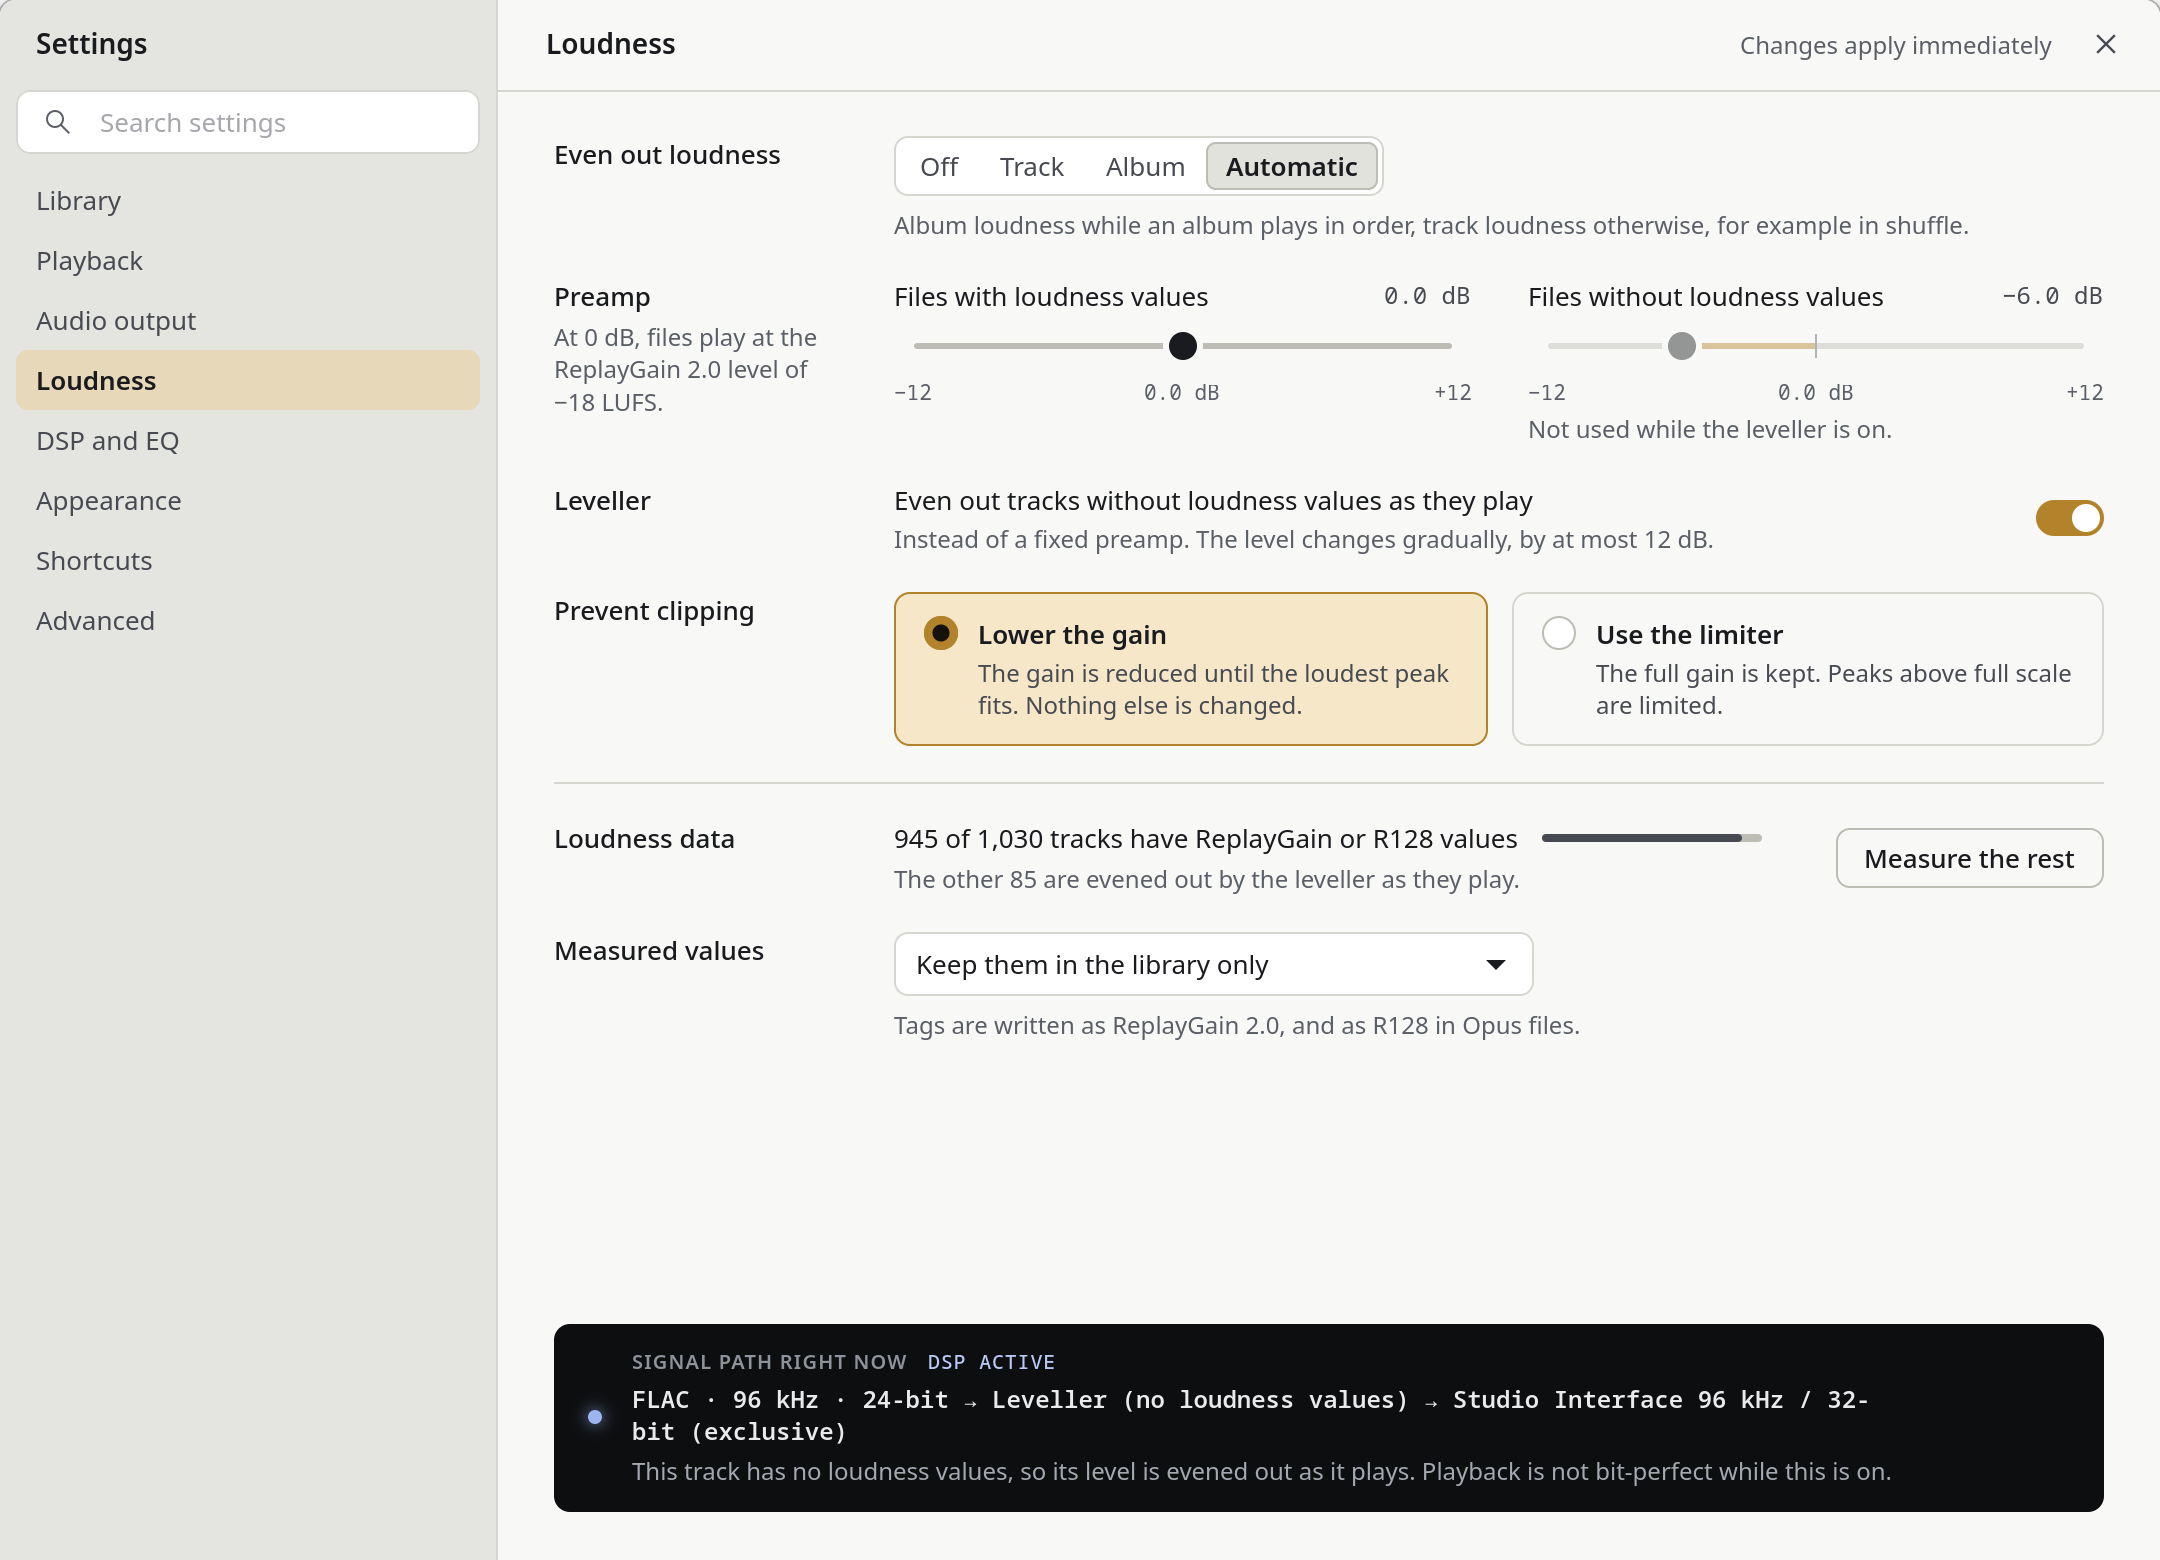 Settings
Search settings
Library
Playback
Audio output
Loudness
DSP and EQ
Appearance
Shortcuts
Advanced
Loudness
Changes apply immediately
Even out loudness
Off Track Album Automatic
Album loudness while an album plays in order, track loudness otherwise, for example in shuffle.
Preamp
At 0 dB, files play at the
ReplayGain 2.0 level of
−18 LUFS.
Files with loudness values 0.0 dB
−12 0.0 dB +12
Files without loudness values −6.0 dB
−12 0.0 dB +12
Not used while the leveller is on.
Leveller
Even out tracks without loudness values as they play
Instead of a fixed preamp. The level changes gradually, by at most 12 dB.
Prevent clipping
Lower the gain
The gain is reduced until the loudest peak
fits. Nothing else is changed.
Use the limiter
The full gain is kept. Peaks above full scale
are limited.
Loudness data
945 of 1,030 tracks have ReplayGain or R128 values
The other 85 are evened out by the leveller as they play.
Measure the rest
Measured values
Keep them in the library only
Tags are written as ReplayGain 2.0, and as R128 in Opus files.
SIGNAL PATH RIGHT NOW DSP ACTIVE
FLAC · 96 kHz · 24-bit → Leveller (no loudness values) → Studio Interface 96 kHz / 32-
bit (exclusive)
This track has no loudness values, so its level is evened out as it plays. Playback is not bit-perfect while this is on.